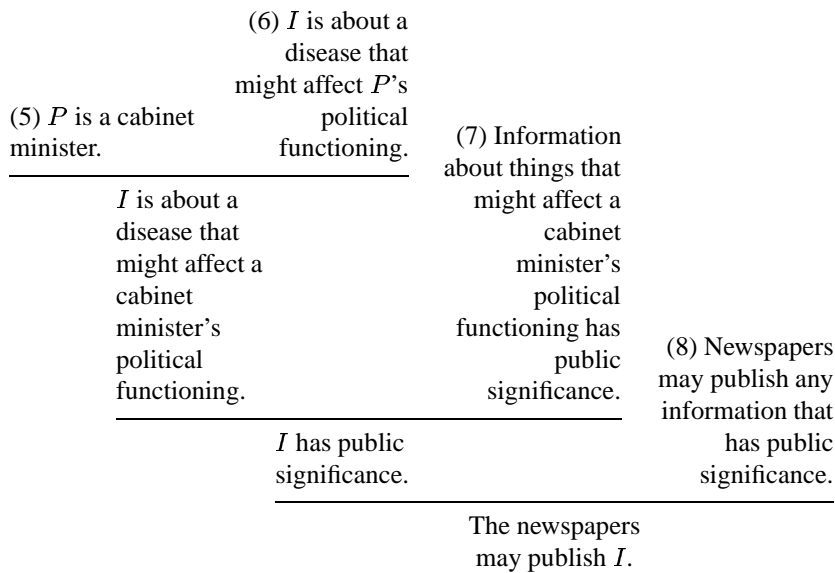 (6) I is about a
disease that
might affect P's
political
functioning.
(5) P is a cabinet
minister.
(7) Information
about things that
might affect a
cabinet
minister's
political
functioning has
public
significance.
I is about a
disease that
might affect a
cabinet
minister's
political
functioning.
(8) Newspapers
may publish any
information that
has public
significance.
I has public
significance.
The newspapers
may publish I.